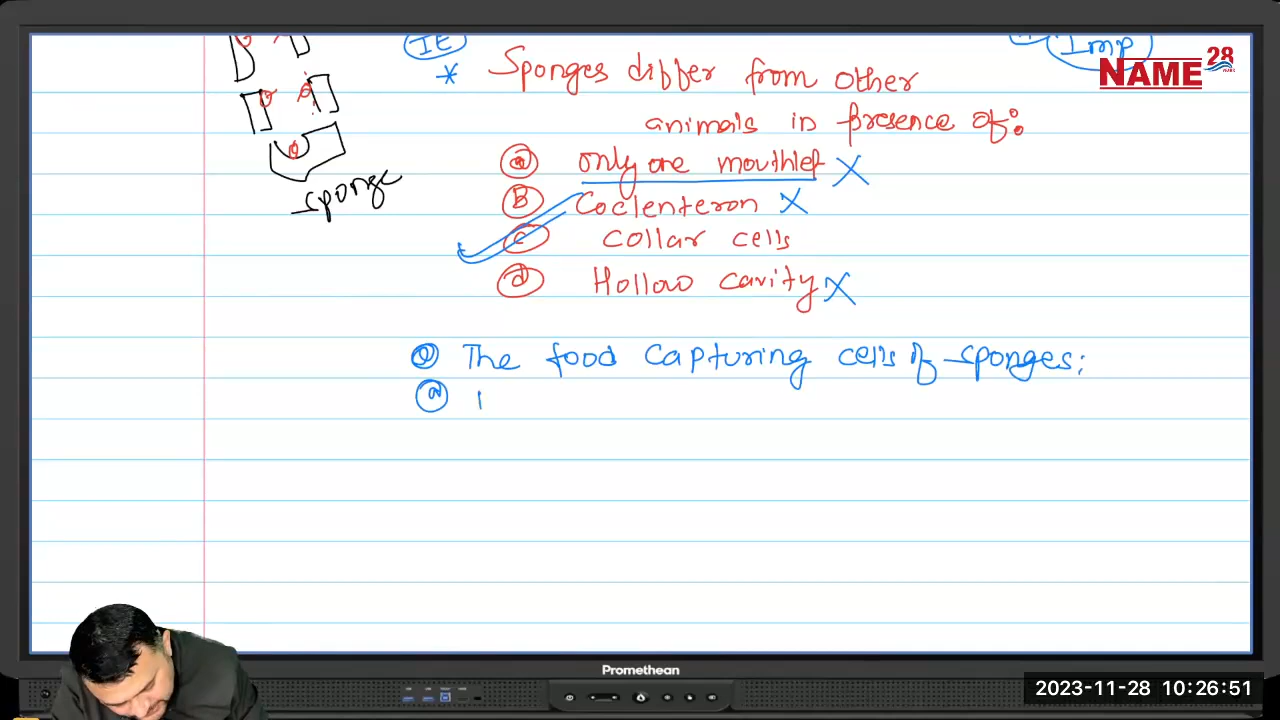 IE
Imp
NAME 28
* Sponges differ from other
animals in presence of:
(a) only one mouthlet X
(B) Coelenteron X
(c) collar cells
(d) Hollow cavity X
sponge
Q The food capturing cells of sponges:
(a)
Promethean
2023-11-28 10:26:51